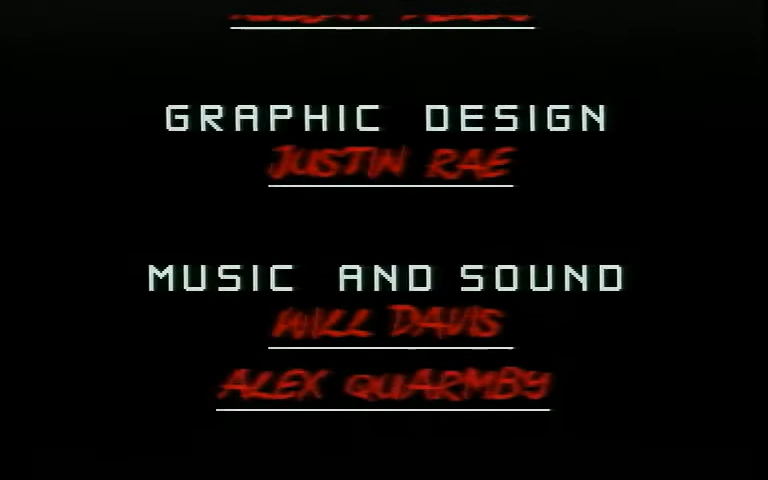 GRAPHIC DESIGN
JUSTIN RAE
MUSIC AND SOUND
WILL DAVIS
ALEX QUARMBY